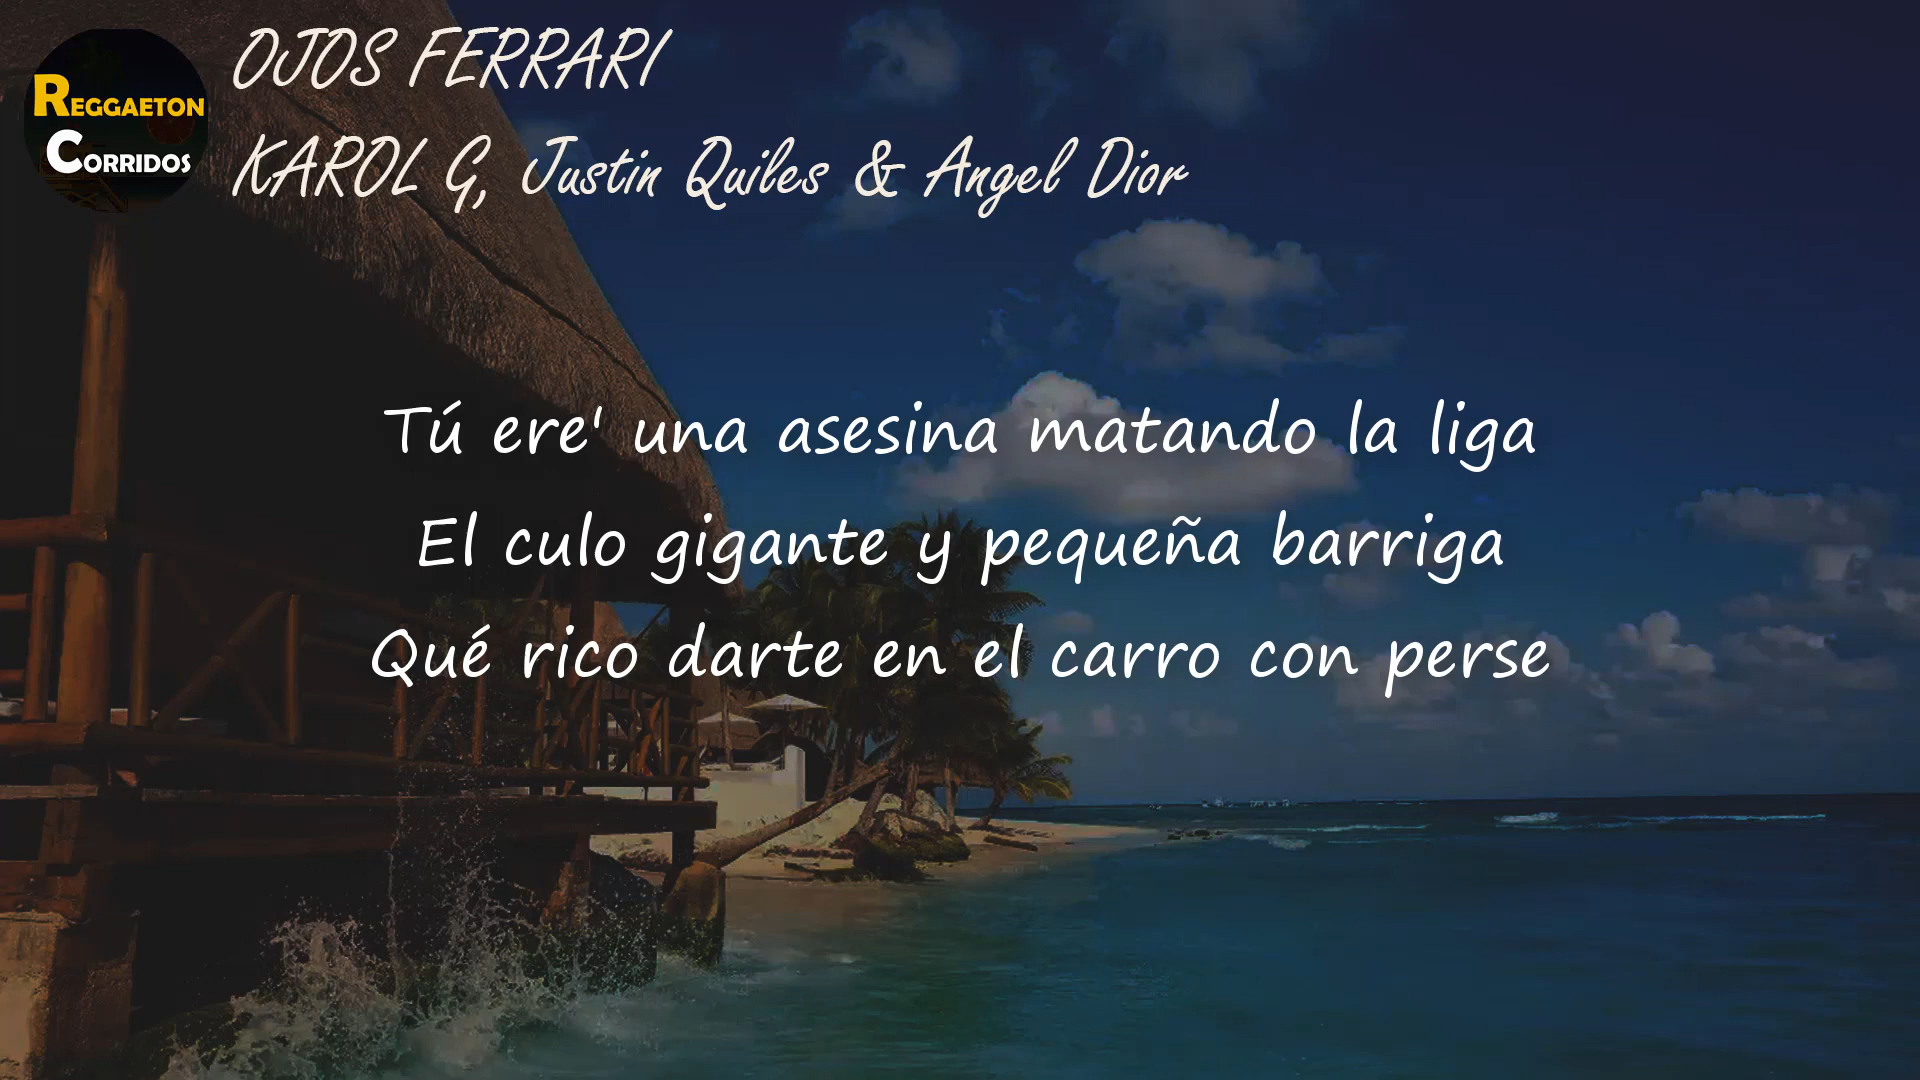 REGGAETON
CORRIDOS
OJOS FERRARI
KAROL G, Justin Quiles & Angel Dior
Tú ere' una asesina matando la liga
El culo gigante y pequeña barriga
Qué rico darte en el carro con perse